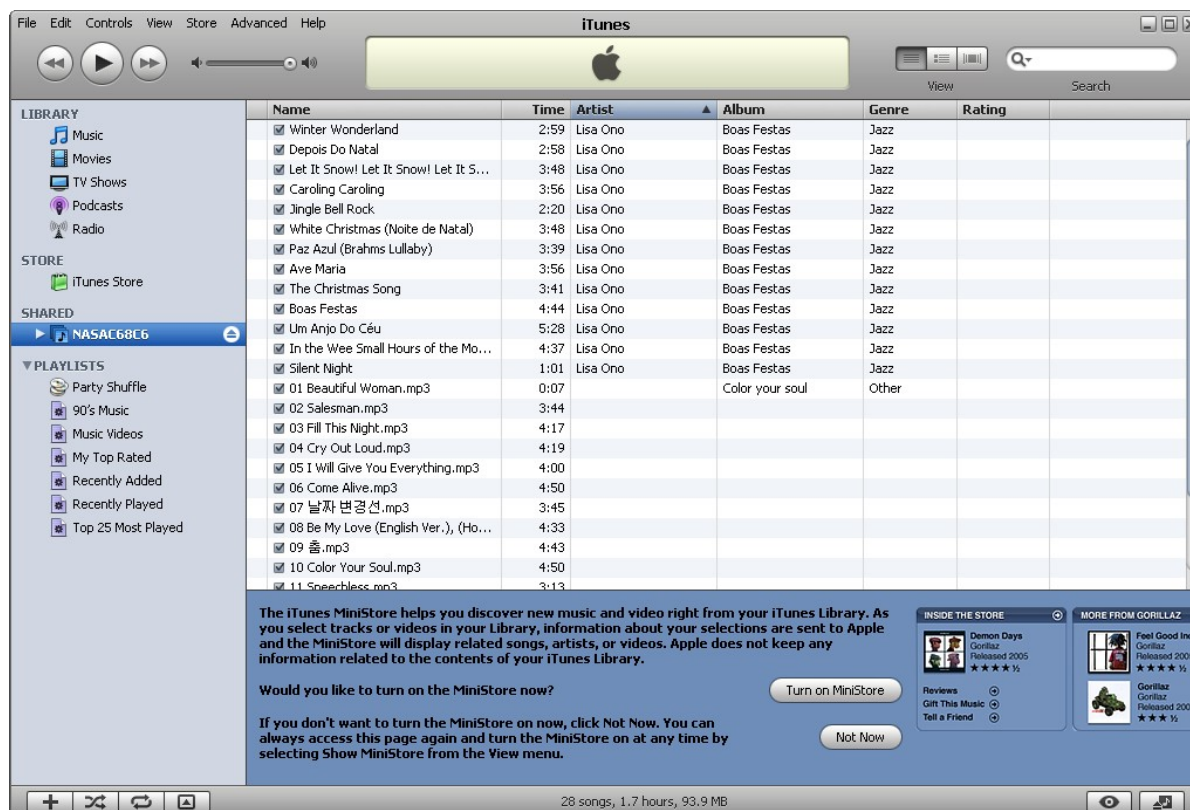 File Edit Controls View Store Advanced Help
iTunes
View
Search
LIBRARY
Music
Movies
TV Shows
Podcasts
Radio
STORE
iTunes Store
SHARED
NASAC68C6
PLAYLISTS
Party Shuffle
90's Music
Music Videos
My Top Rated
Recently Added
Recently Played
Top 25 Most Played
Name Time Artist Album Genre Rating
Winter Wonderland 2:59 Lisa Ono Boas Festas Jazz
Depois Do Natal 2:58 Lisa Ono Boas Festas Jazz
Let It Snow! Let It Snow! Let It S... 3:48 Lisa Ono Boas Festas Jazz
Caroling Caroling 3:56 Lisa Ono Boas Festas Jazz
Jingle Bell Rock 2:20 Lisa Ono Boas Festas Jazz
White Christmas (Noite de Natal) 3:48 Lisa Ono Boas Festas Jazz
Paz Azul (Brahms Lullaby) 3:39 Lisa Ono Boas Festas Jazz
Ave Maria 3:56 Lisa Ono Boas Festas Jazz
The Christmas Song 3:41 Lisa Ono Boas Festas Jazz
Boas Festas 4:44 Lisa Ono Boas Festas Jazz
Um Anjo Do Céu 5:28 Lisa Ono Boas Festas Jazz
In the Wee Small Hours of the Mo... 4:37 Lisa Ono Boas Festas Jazz
Silent Night 1:01 Lisa Ono Boas Festas Jazz
01 Beautiful Woman.mp3 0:07 Color your soul Other
02 Salesman.mp3 3:44
03 Fill This Night.mp3 4:17
04 Cry Out Loud.mp3 4:19
05 I Will Give You Everything.mp3 4:00
06 Come Alive.mp3 4:50
07 날짜 변경선.mp3 3:45
08 Be My Love (English Ver.), (Ho... 4:33
09 춤.mp3 4:43
10 Color Your Soul.mp3 4:50
11 Speechless.mp3 3:13
The iTunes MiniStore helps you discover new music and video right from your iTunes Library. As
you select tracks or videos in your Library, information about your selections are sent to Apple
and the MiniStore will display related songs, artists, or videos. Apple does not keep any
information related to the contents of your iTunes Library.
Would you like to turn on the MiniStore now?
Turn on MiniStore
If you don't want to turn the MiniStore on now, click Not Now. You can
always access this page again and turn the MiniStore on at any time by
selecting Show MiniStore from the View menu.
Not Now
INSIDE THE STORE
Demon Days
Gorillaz
Released 2005
Reviews
Gift This Music
Tell a Friend
MORE FROM GORILLAZ
Feel Good Inc
Gorillaz
Released 2005
Gorillaz
Gorillaz
Released 200
28 songs, 1.7 hours, 93.9 MB